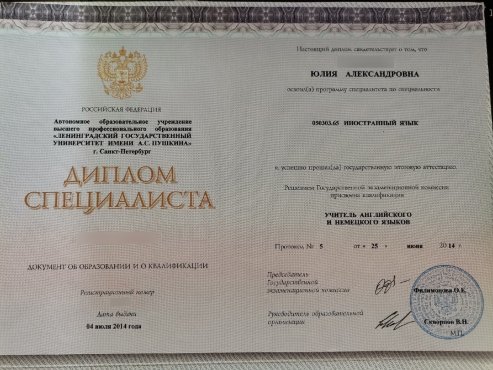 РОССИЙСКАЯ ФЕДЕРАЦИЯ
Автономное образовательное учреждение
высшего профессионального образования
«ЛЕНИНГРАДСКИЙ ГОСУДАРСТВЕННЫЙ
УНИВЕРСИТЕТ ИМЕНИ А.С. ПУШКИНА»
г. Санкт-Петербург
ДИПЛОМ
СПЕЦИАЛИСТА
ДОКУМЕНТ ОБ ОБРАЗОВАНИИ И О КВАЛИФИКАЦИИ
Регистрационный номер
Дата выдачи
04 июля 2014 года
Настоящий диплом свидетельствует о том, что
ЮЛИЯ АЛЕКСАНДРОВНА
освоил(а) программу специалитета по специальности
050303.65 ИНОСТРАННЫЙ ЯЗЫК
и успешно прошел(ла) государственную итоговую аттестацию.
Решением Государственной экзаменационной комиссии
присвоена квалификация
УЧИТЕЛЬ АНГЛИЙСКОГО
И НЕМЕЦКОГО ЯЗЫКОВ
Протокол № 5 от « 25 » июня 2014 г.
Председатель
Государственной
экзаменационной комиссии
Филимонова О.Е.
Руководитель образовательной
организации
Скворцов В.Н.
М.П.